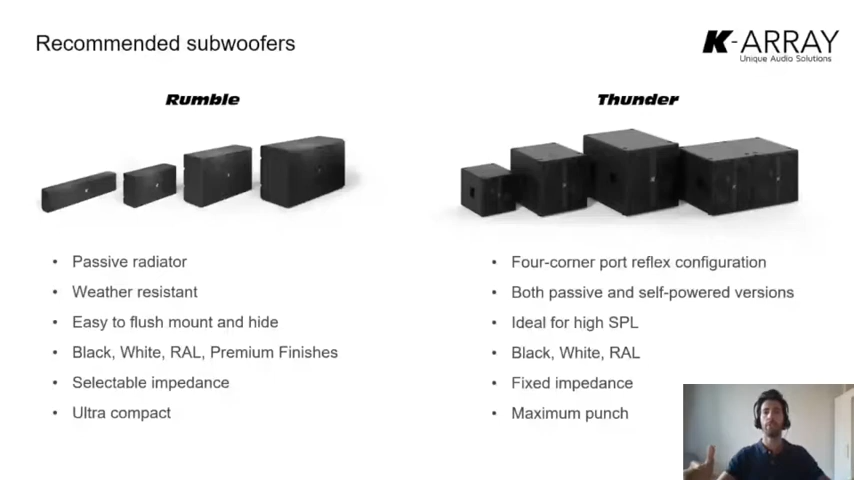 Recommended subwoofers
K-ARRAY
Unique Audio Solutions
Rumble
Thunder
• Passive radiator
• Weather resistant
• Easy to flush mount and hide
• Black, White, RAL, Premium Finishes
• Selectable impedance
• Ultra compact
• Four-corner port reflex configuration
• Both passive and self-powered versions
• Ideal for high SPL
• Black, White, RAL
• Fixed impedance
• Maximum punch